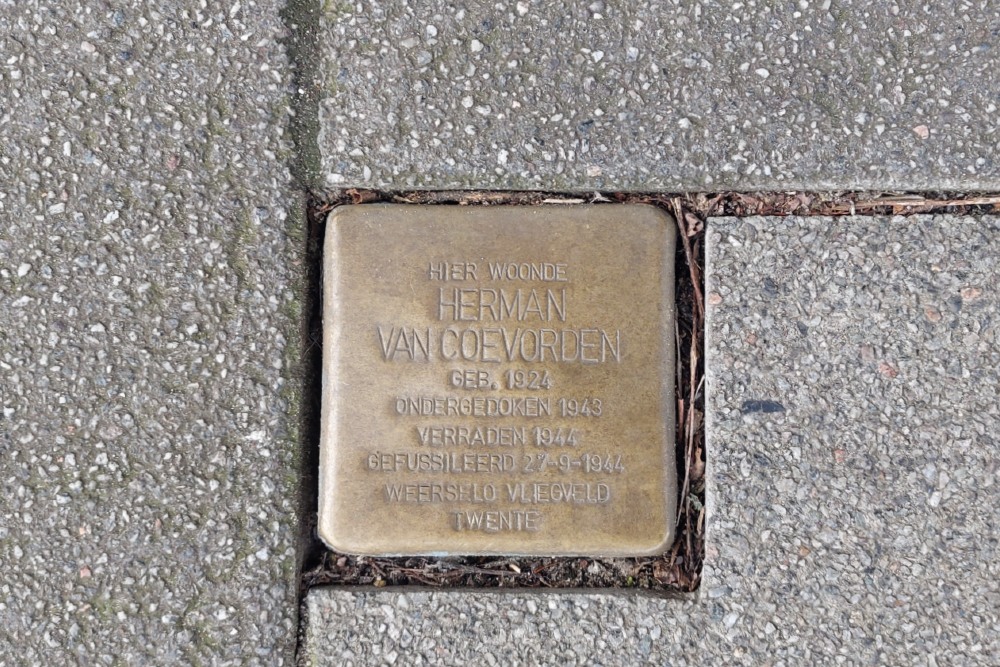 HIER WOONDE
HERMAN
VAN COEVORDEN
GEB. 1924
ONDERGEDOKEN 1943
VERRADEN 1944
GEFUSSILEERD 27-9-1944
WEERSELO VLIEGVELD
TWENTE